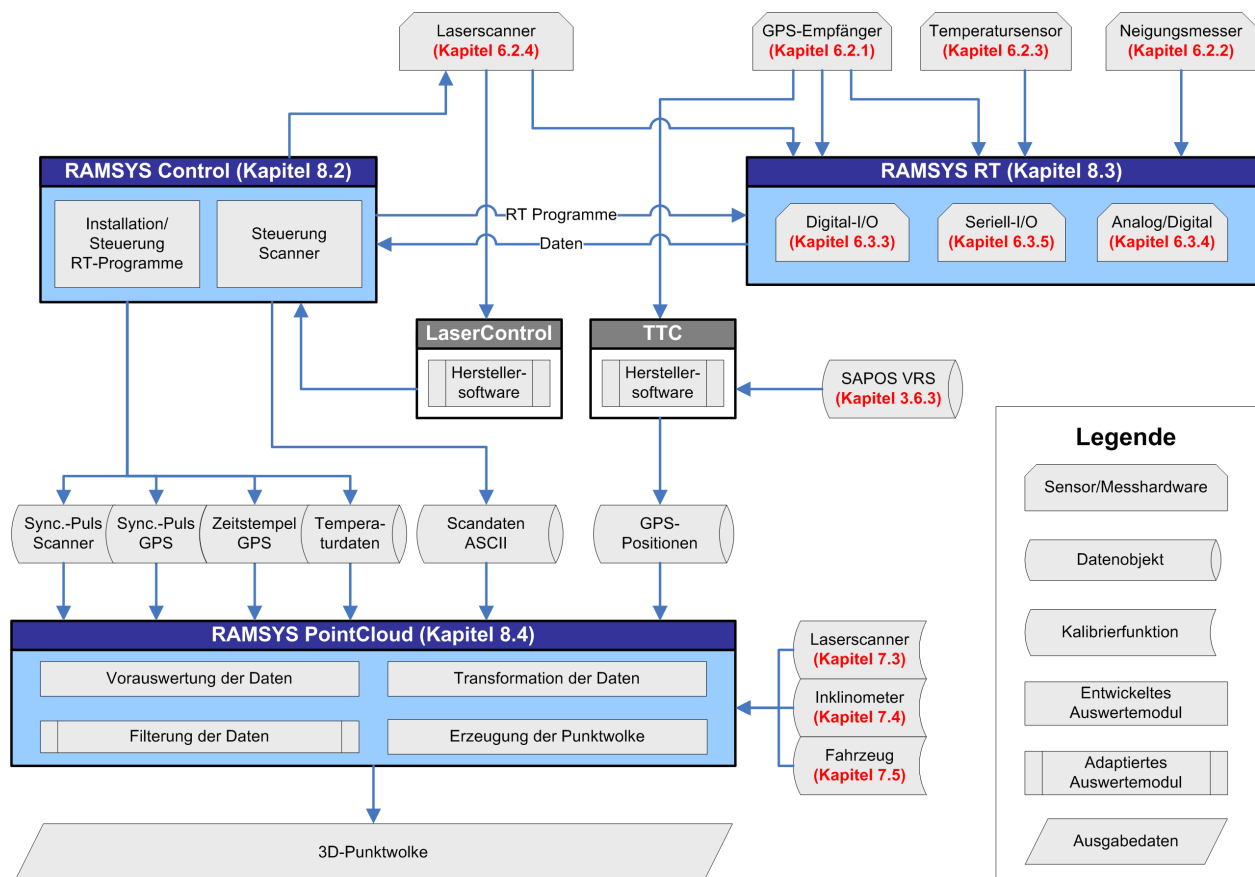 Laserscanner
(Kapitel 6.2.4)
GPS-Empfänger
(Kapitel 6.2.1)
Temperatursensor
(Kapitel 6.2.3)
Neigungsmesser
(Kapitel 6.2.2)
RAMSYS Control (Kapitel 8.2)
Installation/
Steuerung
RT-Programme
Steuerung
Scanner
RT Programme
Daten
RAMSYS RT (Kapitel 8.3)
Digital-I/O
(Kapitel 6.3.3)
Seriell-I/O
(Kapitel 6.3.5)
Analog/Digital
(Kapitel 6.3.4)
LaserControl
Hersteller-
software
TTC
Hersteller-
software
SAPOS VRS
(Kapitel 3.6.3)
Sync.-Puls
Scanner
Sync.-Puls
GPS
Zeitstempel
GPS
Tempera-
turdaten
Scandaten
ASCII
GPS-
Positionen
RAMSYS PointCloud (Kapitel 8.4)
Vorauswertung der Daten
Transformation der Daten
Filterung der Daten
Erzeugung der Punktwolke
Laserscanner
(Kapitel 7.3)
Inklinometer
(Kapitel 7.4)
Fahrzeug
(Kapitel 7.5)
3D-Punktwolke
Legende
Sensor/Messhardware
Datenobjekt
Kalibrierfunktion
Entwickeltes
Auswertemodul
Adaptiertes
Auswertemodul
Ausgabedaten